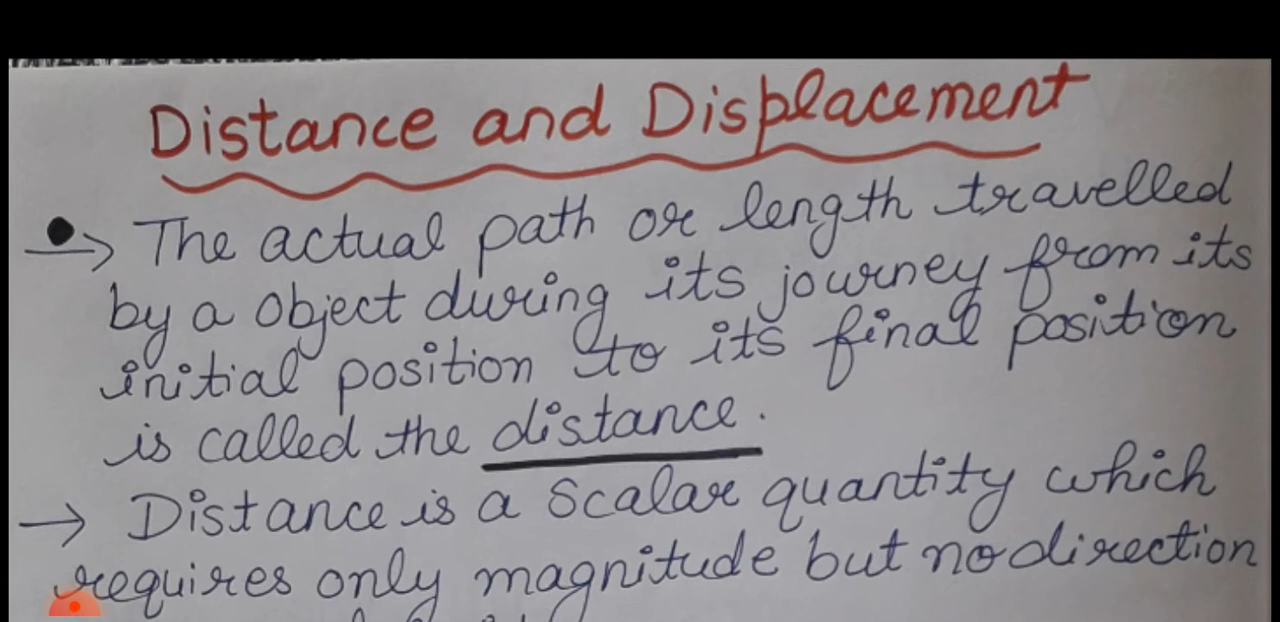 Distance and Displacement
→ The actual path or length travelled
by a object during its journey from its
initial position to its final position
is called the distance.
→ Distance is a Scalar quantity which
requires only magnitude but no direction